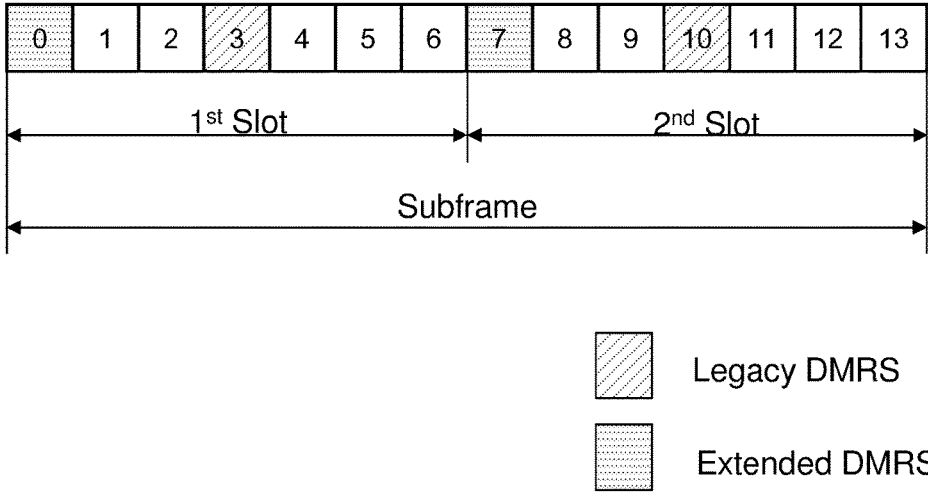 0 1 2 3 4 5 6 7 8 9 10 11 12 13
1st Slot 2nd Slot
Subframe
Legacy DMRS
Extended DMRS